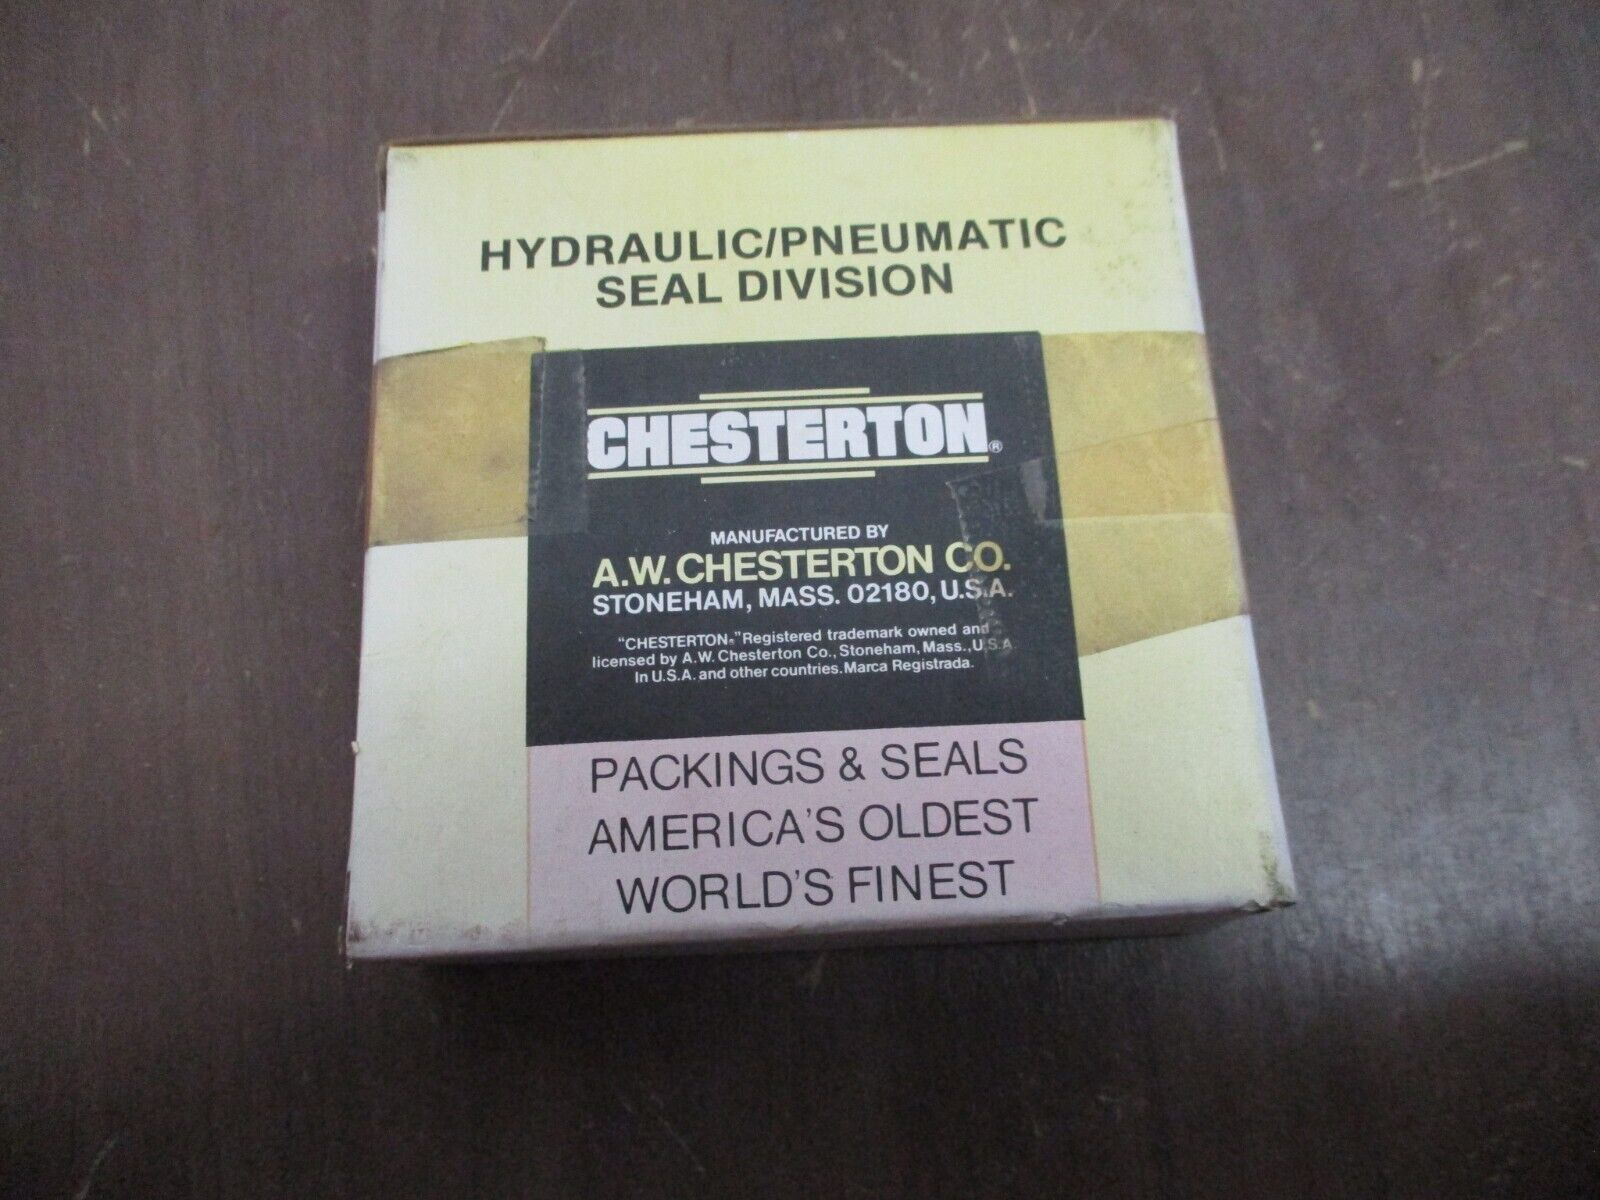 HYDRAULIC/PNEUMATIC
SEAL DIVISION
CHESTERTON®
MANUFACTURED BY
A.W. CHESTERTON CO.
STONEHAM, MASS. 02180, U.S.A.
"CHESTERTON®" Registered trademark owned and
licensed by A.W. Chesterton Co., Stoneham, Mass., U.S.A
In U.S.A. and other countries. Marca Registrada.
PACKINGS & SEALS
AMERICA'S OLDEST
WORLD'S FINEST